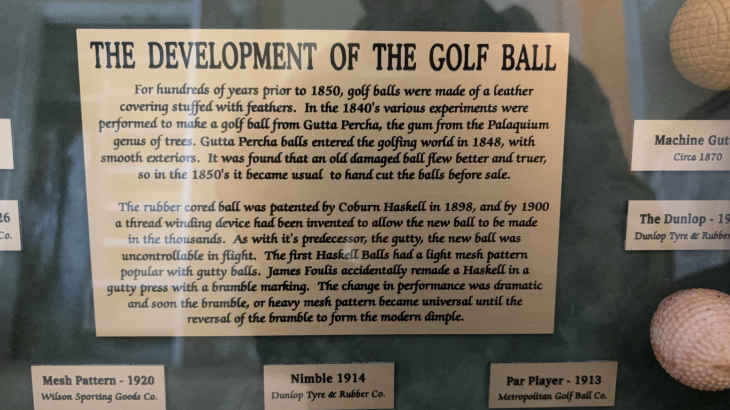 THE DEVELOPMENT OF THE GOLF BALL
For hundreds of years prior to 1850, golf balls were made of a leather
covering stuffed with feathers. In the 1840's various experiments were
performed to make a golf ball from Gutta Percha, the gum from the Palaquium
genus of trees. Gutta Percha balls entered the golfing world in 1848, with
smooth exteriors. It was found that an old damaged ball flew better and truer,
so in the 1850's it became usual to hand cut the balls before sale.
The rubber cored ball was patented by Coburn Haskell in 1898, and by 1900
a thread winding device had been invented to allow the new ball to be made
in the thousands. As with it's predecessor, the gutty, the new ball was
uncontrollable in flight. The first Haskell Balls had a light mesh pattern
popular with gutty balls. James Foulis accidentally remade a Haskell in a
gutty press with a bramble marking. The change in performance was dramatic
and soon the bramble, or heavy mesh pattern became universal until the
reversal of the bramble to form the modern dimple.
Machine Gut
Circa 1870
26
Co.
The Dunlop - 19
Dunlop Tyre & Rubber
Mesh Pattern - 1920
Wilson Sporting Goods Co.
Nimble 1914
Dunlop Tyre & Rubber Co.
Par Player - 1913
Metropolitan Golf Ball Co.